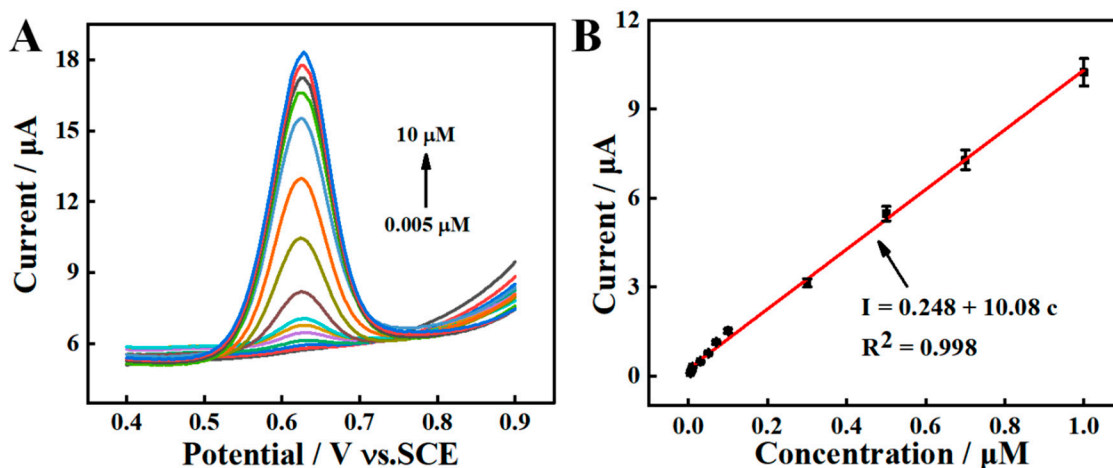 A
Current / μA
18
15
12
9
6
10 μM
0.005 μM
0.4 0.5 0.6 0.7 0.8 0.9
Potential / V vs.SCE
B
Current / μA
12
9
6
3
0
I = 0.248 + 10.08 c
R² = 0.998
0.0 0.2 0.4 0.6 0.8 1.0
Concentration / μM